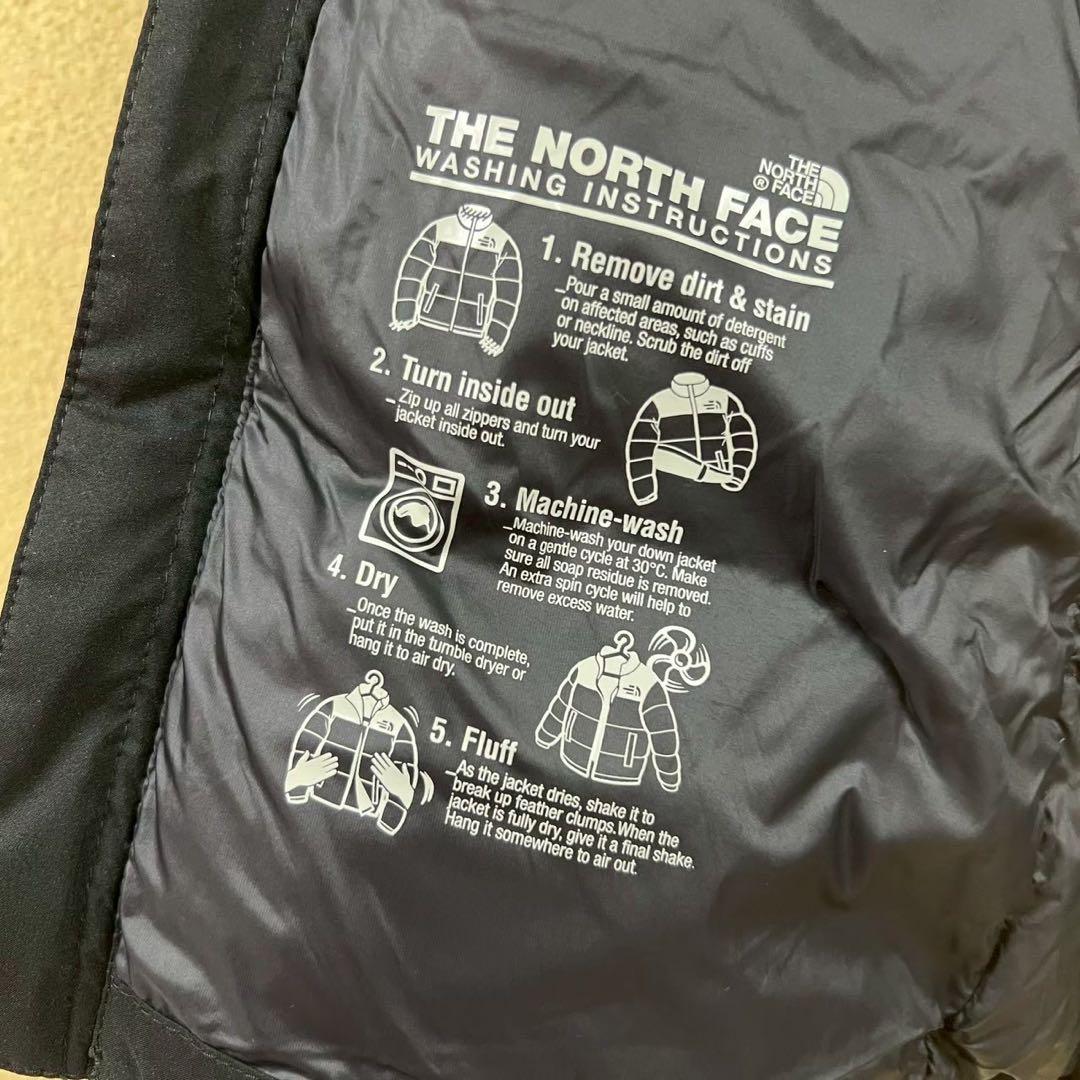 THE NORTH FACE
WASHING INSTRUCTIONS
THE
NORTH
® FACE
1. Remove dirt & stain
_Pour a small amount of detergent
on affected areas, such as cuffs
or neckline. Scrub the dirt off
your jacket.
2. Turn inside out
_Zip up all zippers and turn your
jacket inside out.
3. Machine-wash
_Machine-wash your down jacket
on a gentle cycle at 30°C. Make
sure all soap residue is removed.
An extra spin cycle will help to
remove excess water.
4. Dry
_Once the wash is complete,
put it in the tumble dryer or
hang it to air dry.
5. Fluff
_As the jacket dries, shake it to
break up feather clumps.When the
jacket is fully dry, give it a final shake.
Hang it somewhere to air out.